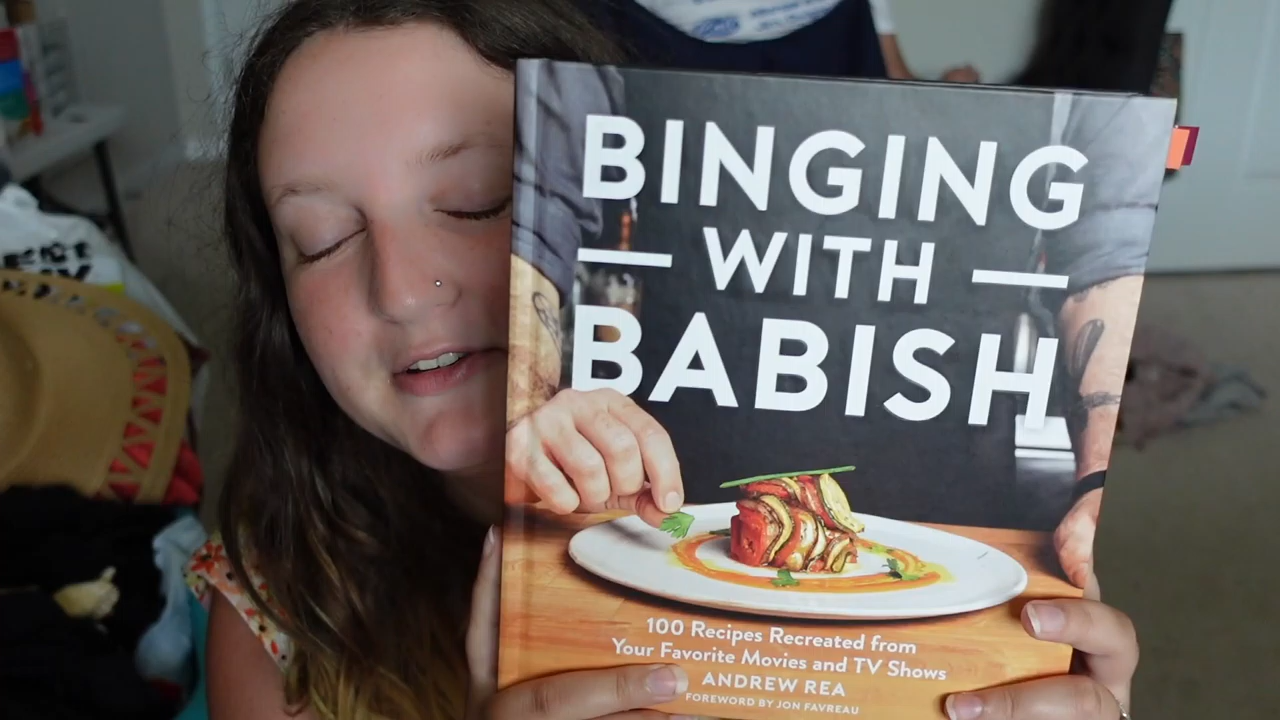 BINGING
WITH
BABISH
100 Recipes Recreated from
Your Favorite Movies and TV Shows
ANDREW REA
FOREWORD BY JON FAVREAU